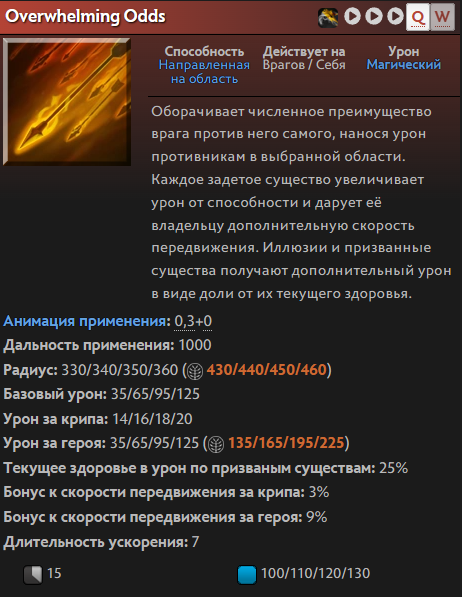 Overwhelming Odds
Q W
Способность
Направленная
на область
Действует на
Врагов / Себя
Урон
Магический
Оборачивает численное преимущество
врага против него самого, нанося урон
противникам в выбранной области.
Каждое задетое существо увеличивает
урон от способности и дарует её
владельцу дополнительную скорость
передвижения. Иллюзии и призванные
существа получают дополнительный урон
в виде доли от их текущего здоровья.
Анимация применения: 0,3+0
Дальность применения: 1000
Радиус: 330/340/350/360 (430/440/450/460)
Базовый урон: 35/65/95/125
Урон за крипа: 14/16/18/20
Урон за героя: 35/65/95/125 (135/165/195/225)
Текущее здоровье в урон по призваным существам: 25%
Бонус к скорости передвижения за крипа: 3%
Бонус к скорости передвижения за героя: 9%
Длительность ускорения: 7
15 100/110/120/130